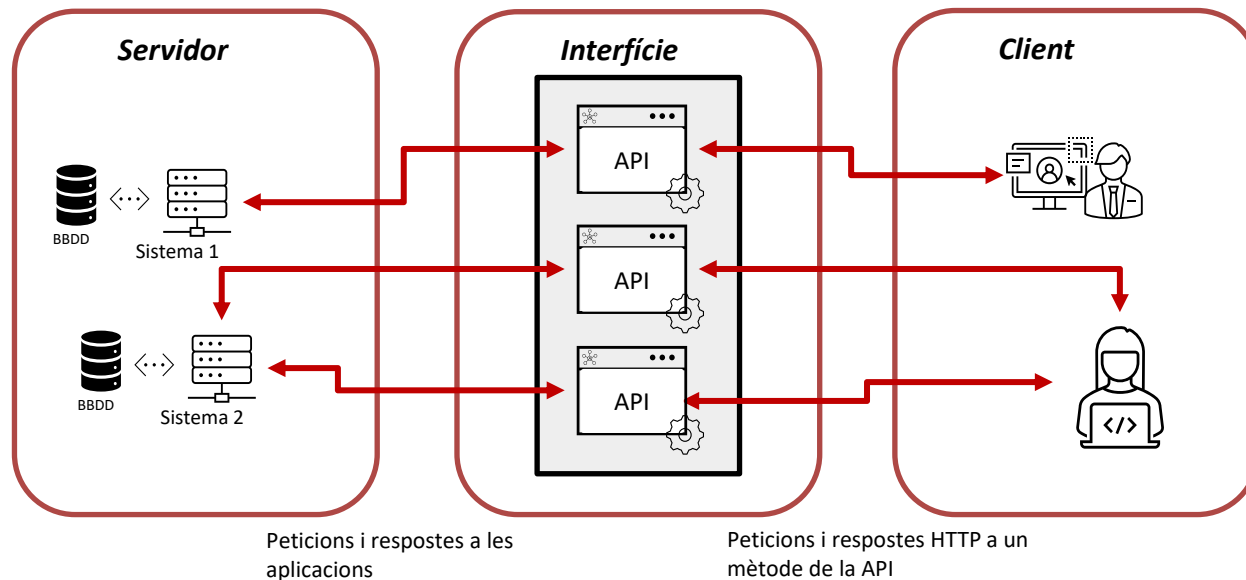 Servidor
Interfície
Client
API
BBDD
Sistema 1
API
BBDD
Sistema 2
API
</>
Peticions i respostes a les
aplicacions
Peticions i respostes HTTP a un
mètode de la API